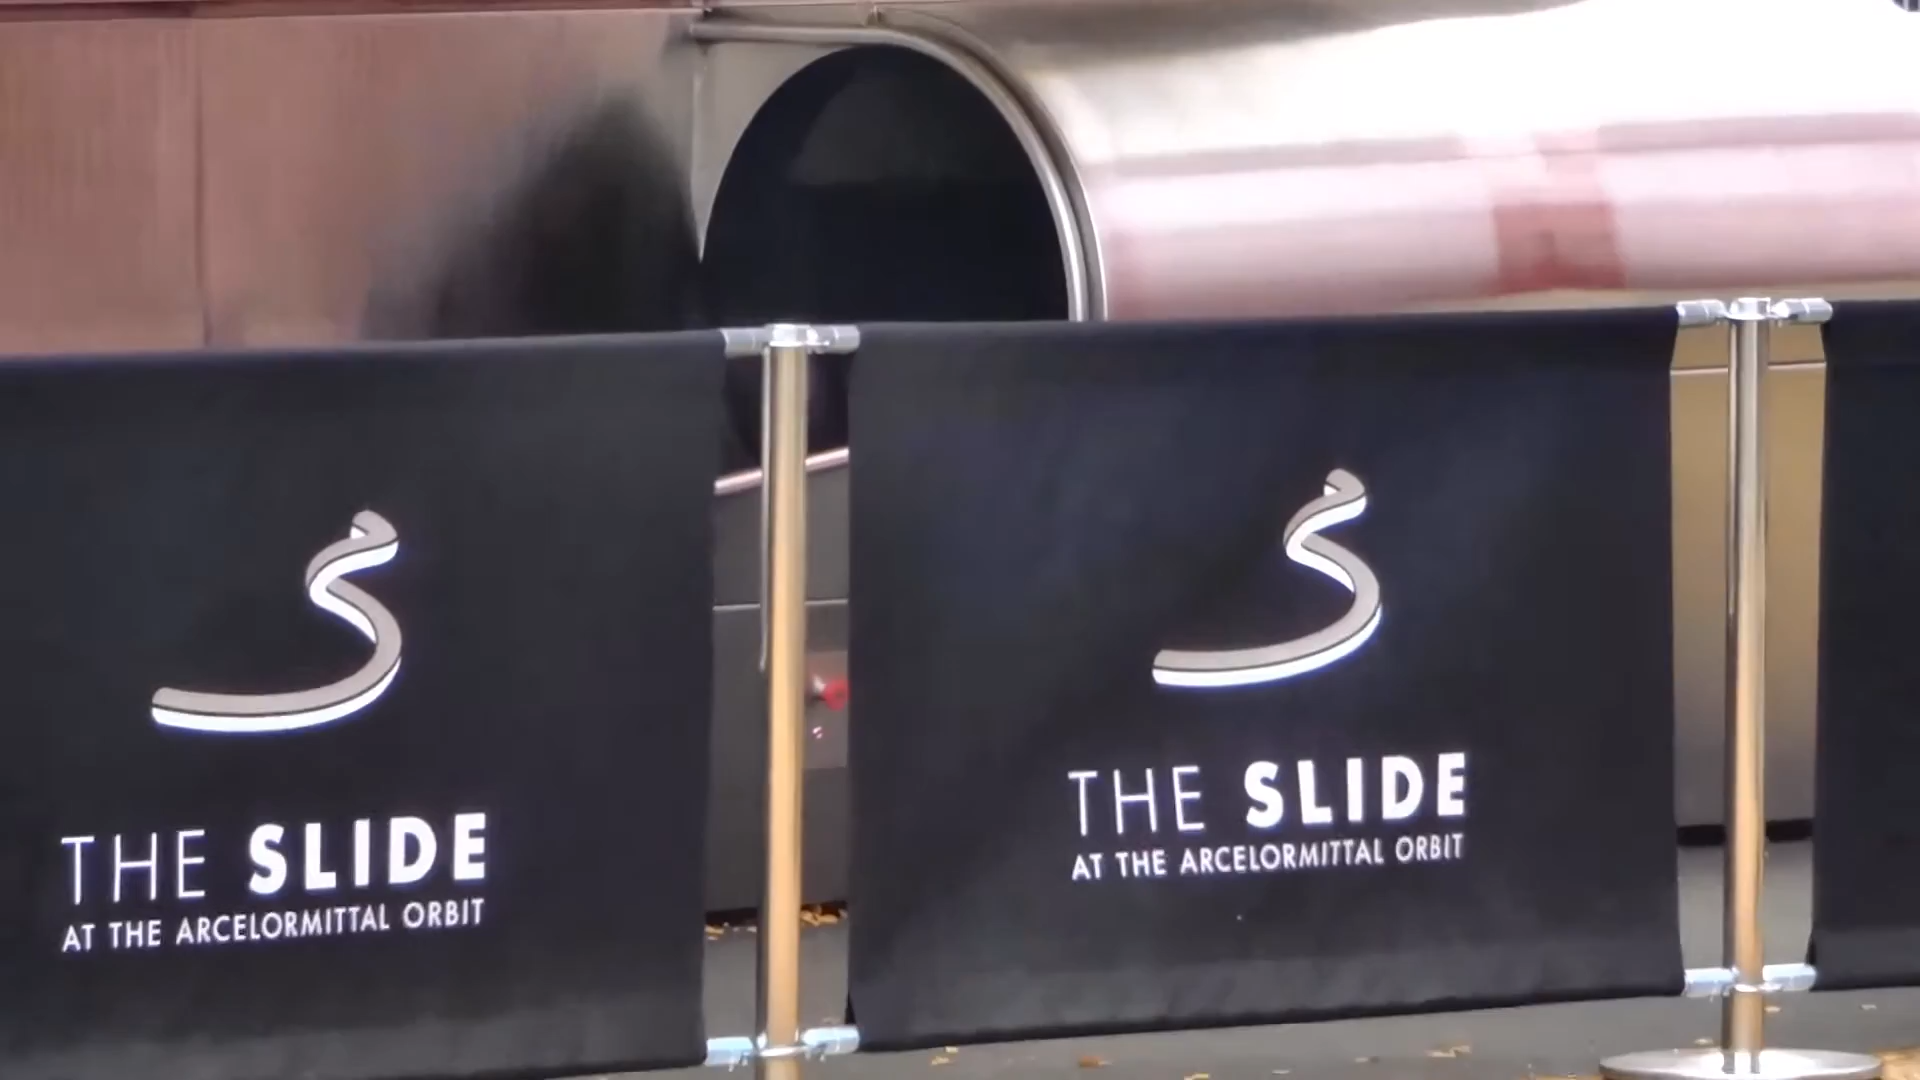 THE SLIDE
AT THE ARCELORMITTAL ORBIT
THE SLIDE
AT THE ARCELORMITTAL ORBIT